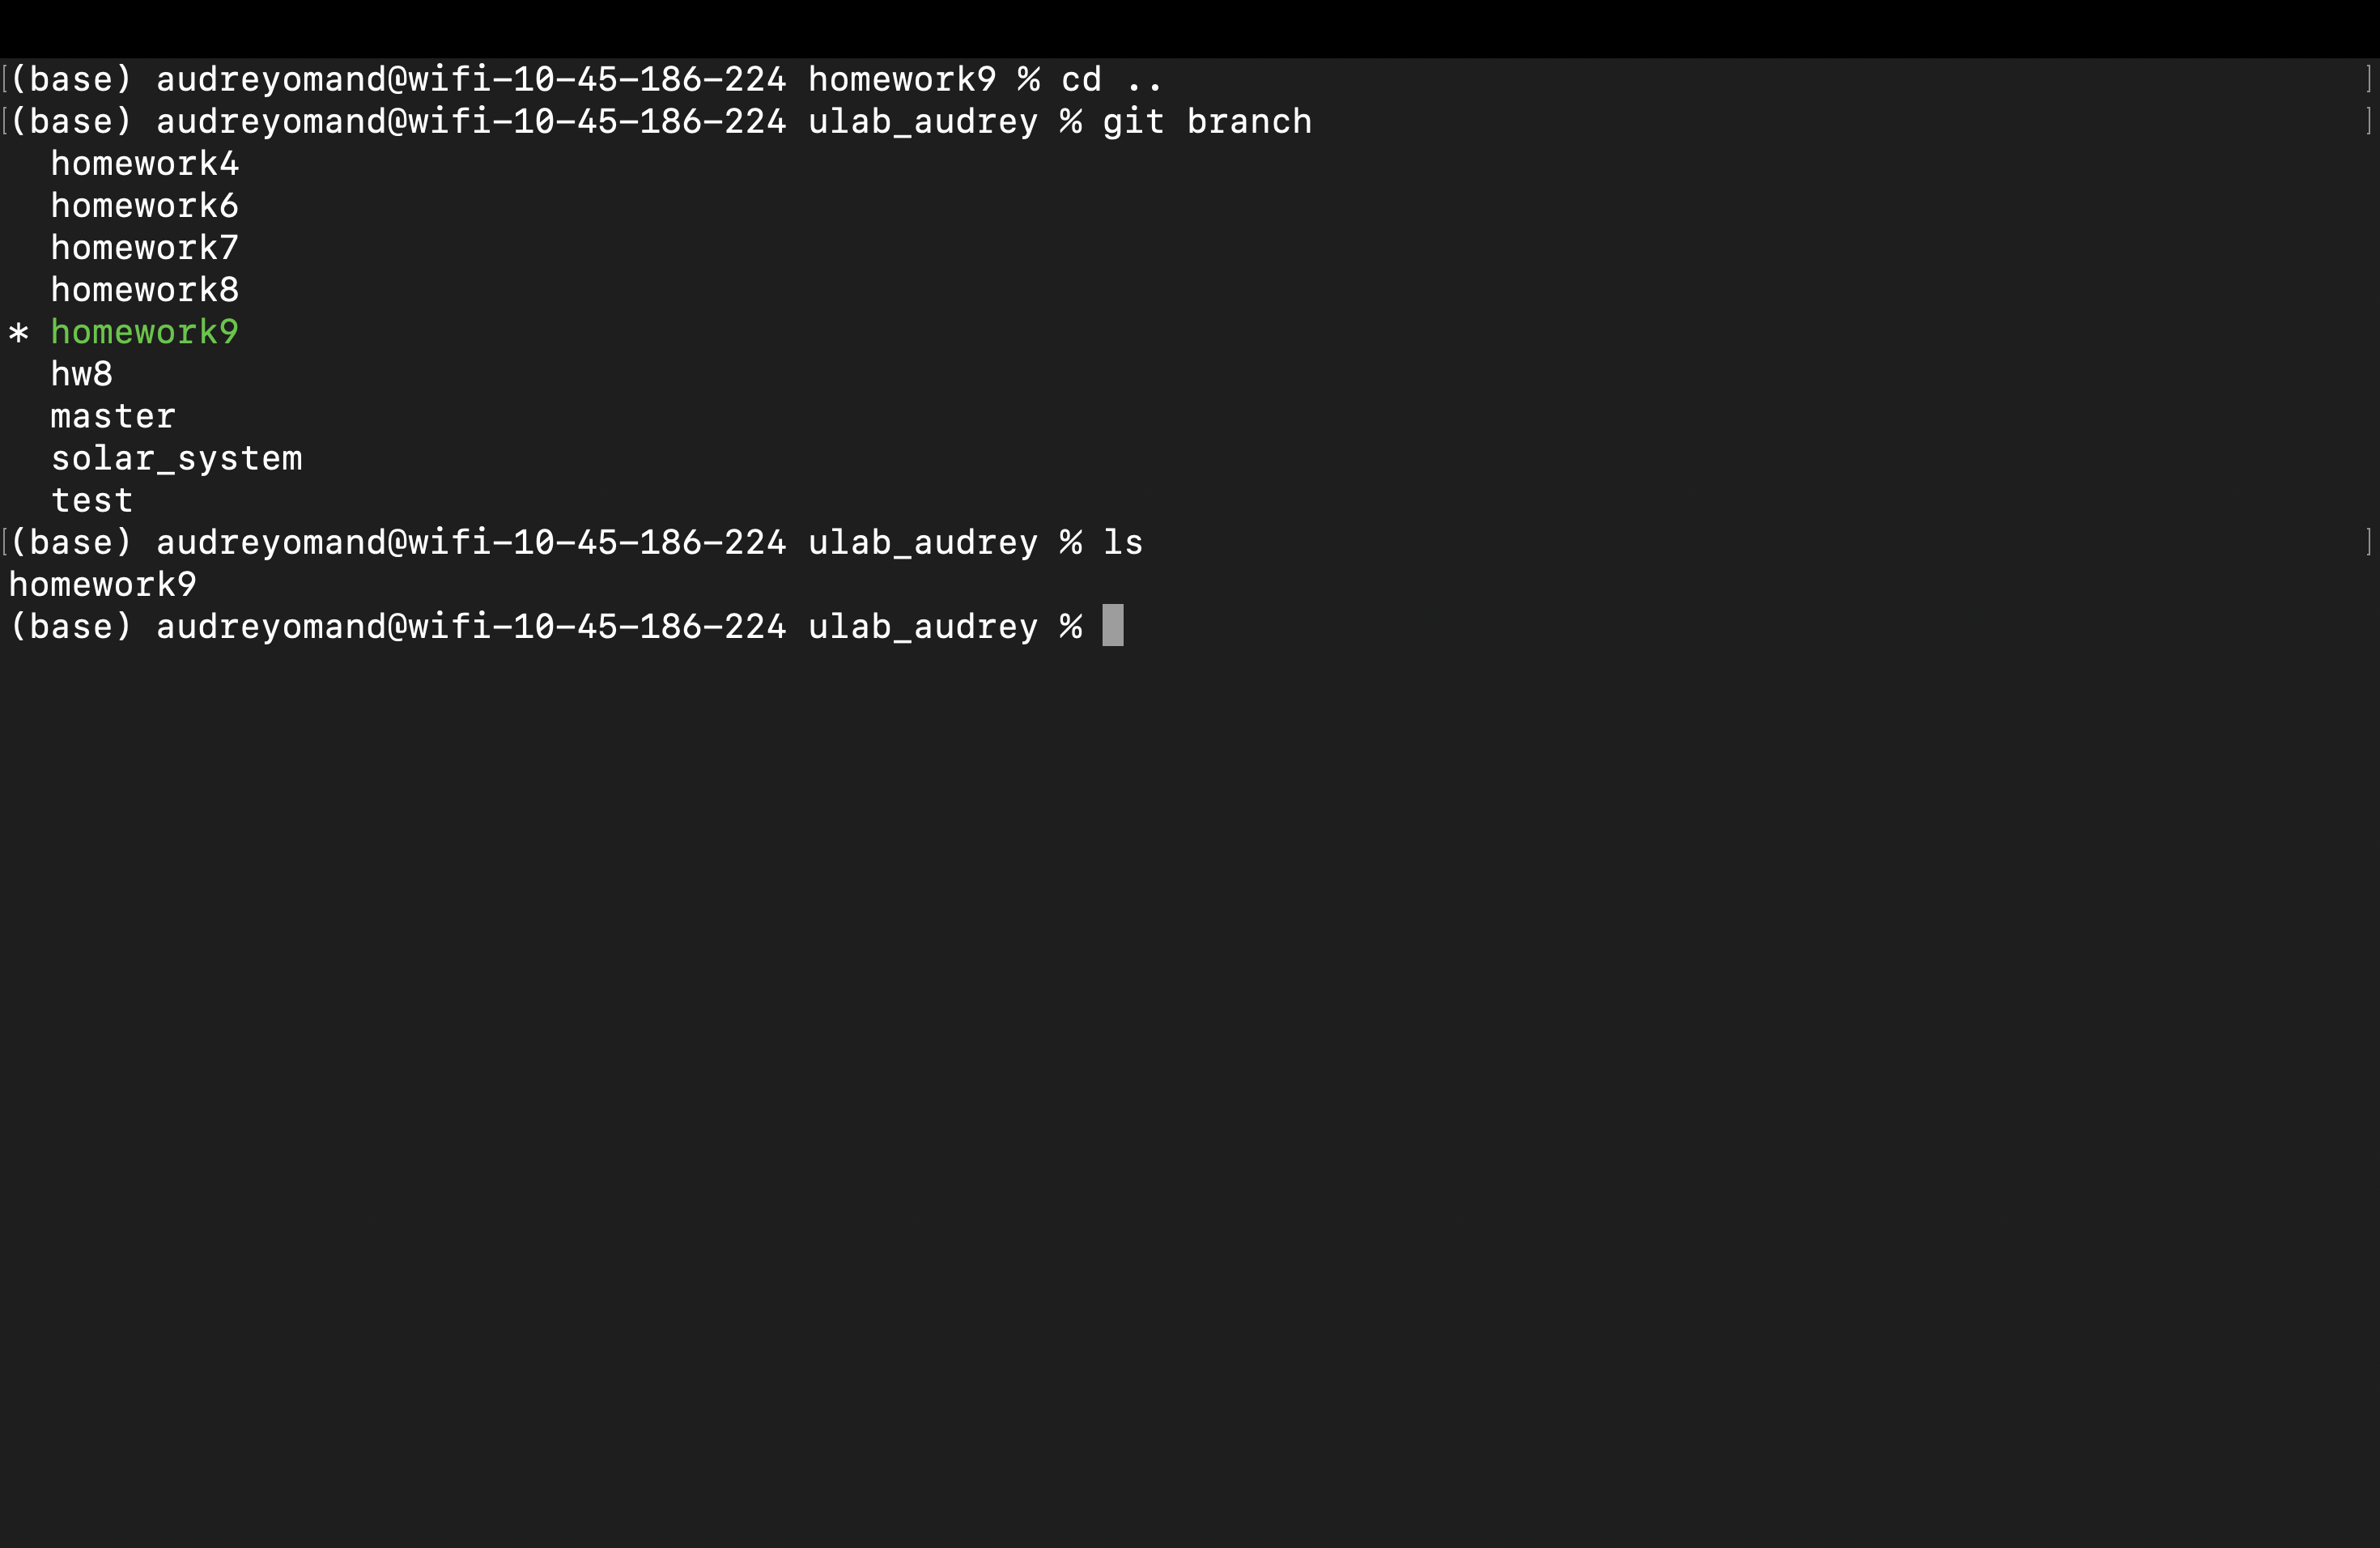 [(base) audreyomand@wifi-10-45-186-224 homework9 % cd ..]
[(base) audreyomand@wifi-10-45-186-224 ulab_audrey % git branch]
  homework4
  homework6
  homework7
  homework8
* homework9
  hw8
  master
  solar_system
  test
[(base) audreyomand@wifi-10-45-186-224 ulab_audrey % ls]
homework9
(base) audreyomand@wifi-10-45-186-224 ulab_audrey %